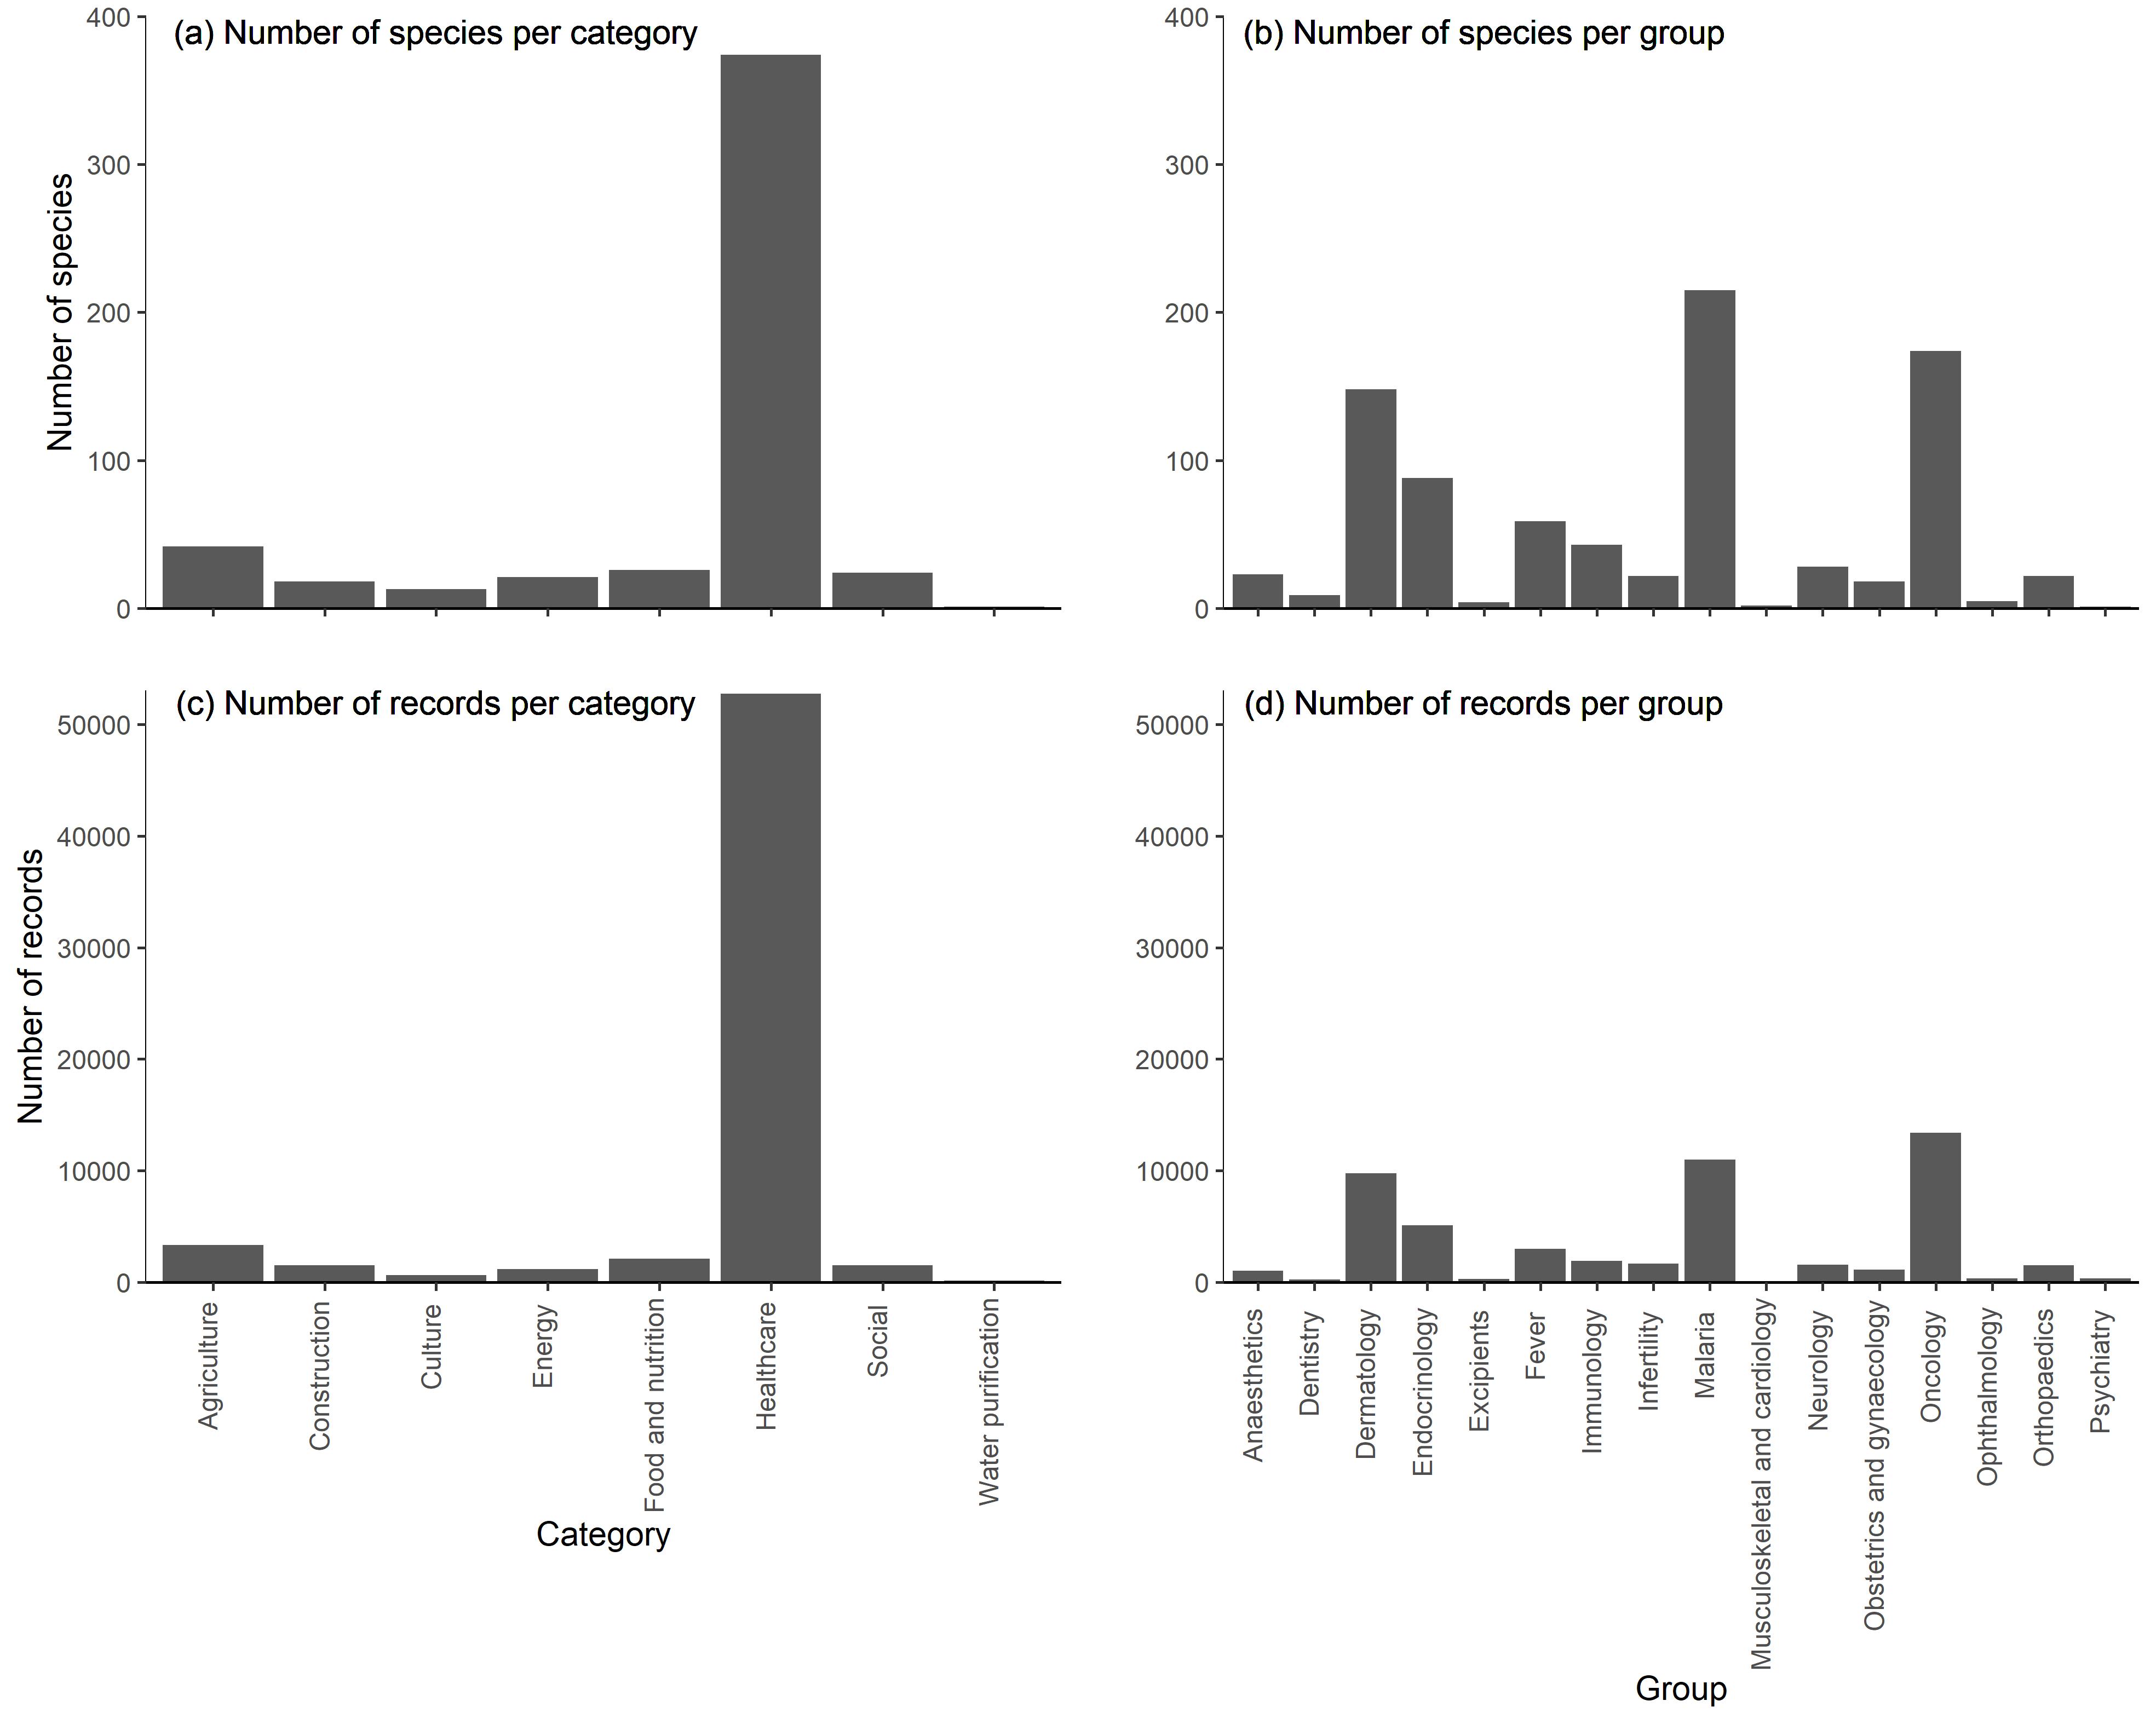 (a) Number of species per category
Number of species
400
300
200
100
0
(b) Number of species per group
400
300
200
100
0
(c) Number of records per category
Number of records
50000
40000
30000
20000
10000
0
Agriculture
Construction
Culture
Energy
Food and nutrition
Healthcare
Social
Water purification
Category
(d) Number of records per group
50000
40000
30000
20000
10000
0
Anaesthetics
Dentistry
Dermatology
Endocrinology
Excipients
Fever
Immunology
Infertility
Malaria
Musculoskeletal and cardiology
Neurology
Obstetrics and gynaecology
Oncology
Ophthalmology
Orthopaedics
Psychiatry
Group